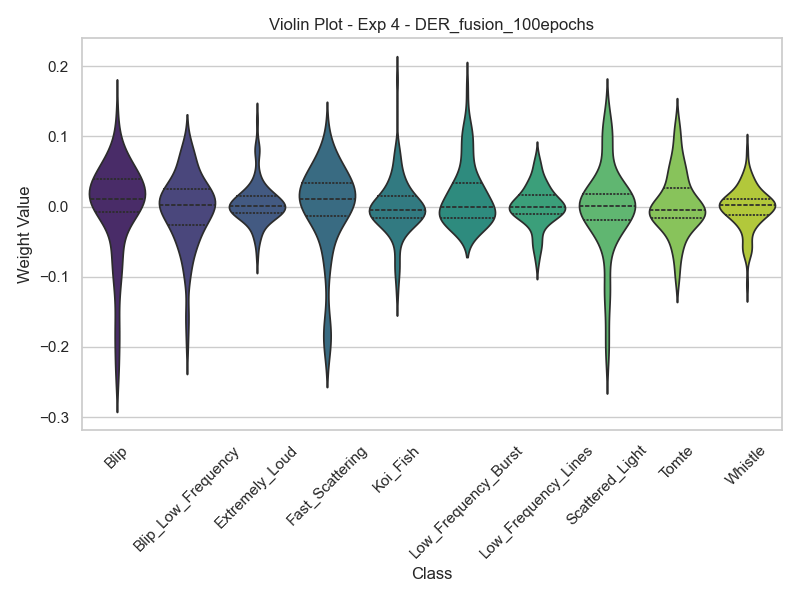 Violin Plot - Exp 4 - DER_fusion_100epochs
Weight Value
0.2
0.1
0.0
−0.1
−0.2
−0.3
Blip
Blip_Low_Frequency
Extremely_Loud
Fast_Scattering
Koi_Fish
Low_Frequency_Burst
Low_Frequency_Lines
Scattered_Light
Tomte
Whistle
Class